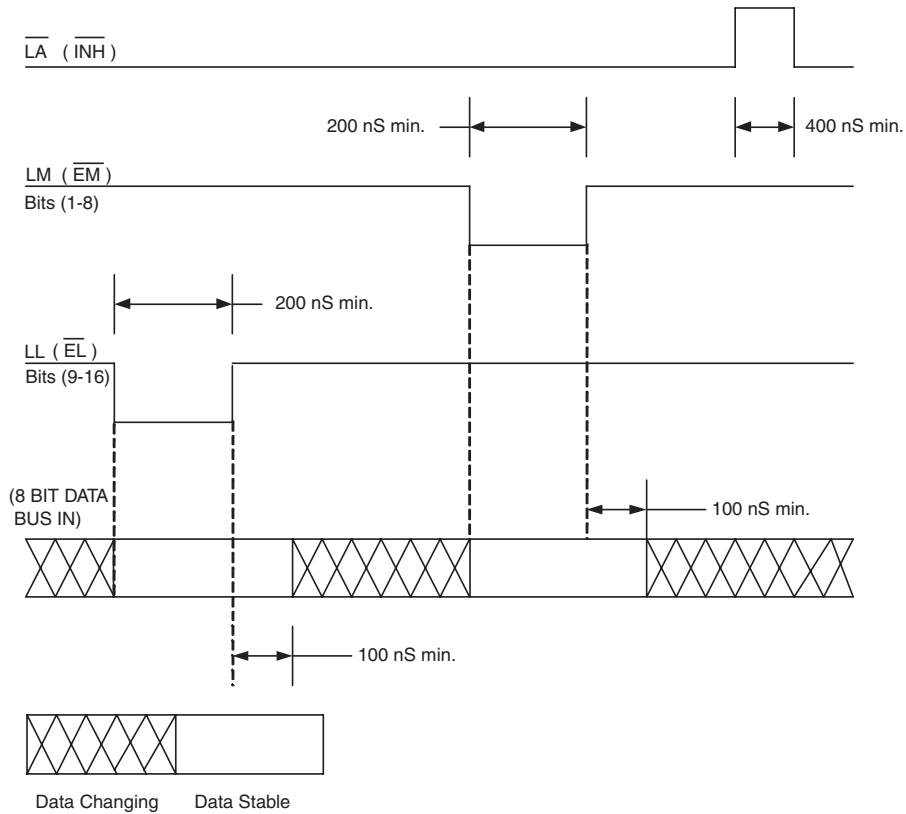 LA ( INH )
200 nS min.
400 nS min.
LM ( EM )
Bits (1-8)
200 nS min.
LL ( EL )
Bits (9-16)
(8 BIT DATA
BUS IN)
100 nS min.
100 nS min.
Data Changing
Data Stable